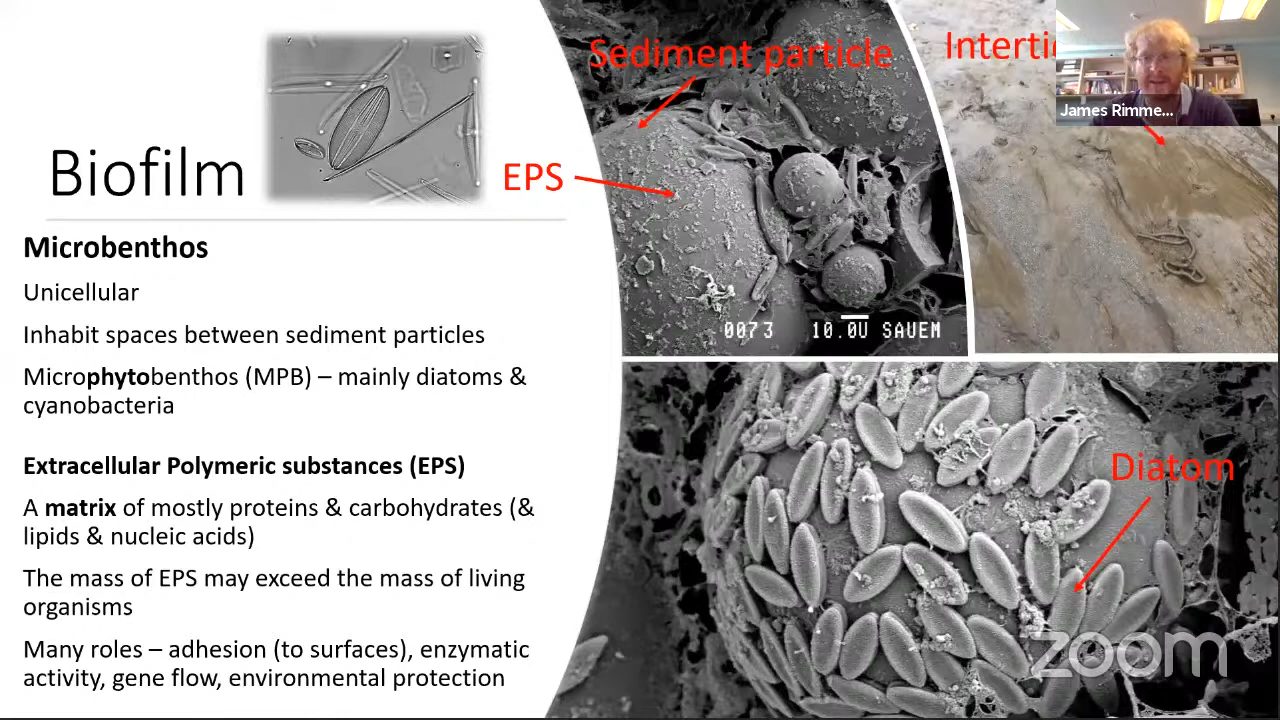 Sediment particle
Interti
James Rimme...
Biofilm
EPS
Microbenthos
Unicellular
Inhabit spaces between sediment particles
Microphytobenthos (MPB) – mainly diatoms &
cyanobacteria
0073 10.0U SAUEM
Extracellular Polymeric substances (EPS)
A matrix of mostly proteins & carbohydrates (&
lipids & nucleic acids)
The mass of EPS may exceed the mass of living
organisms
Many roles – adhesion (to surfaces), enzymatic
activity, gene flow, environmental protection
Diatom
zoom